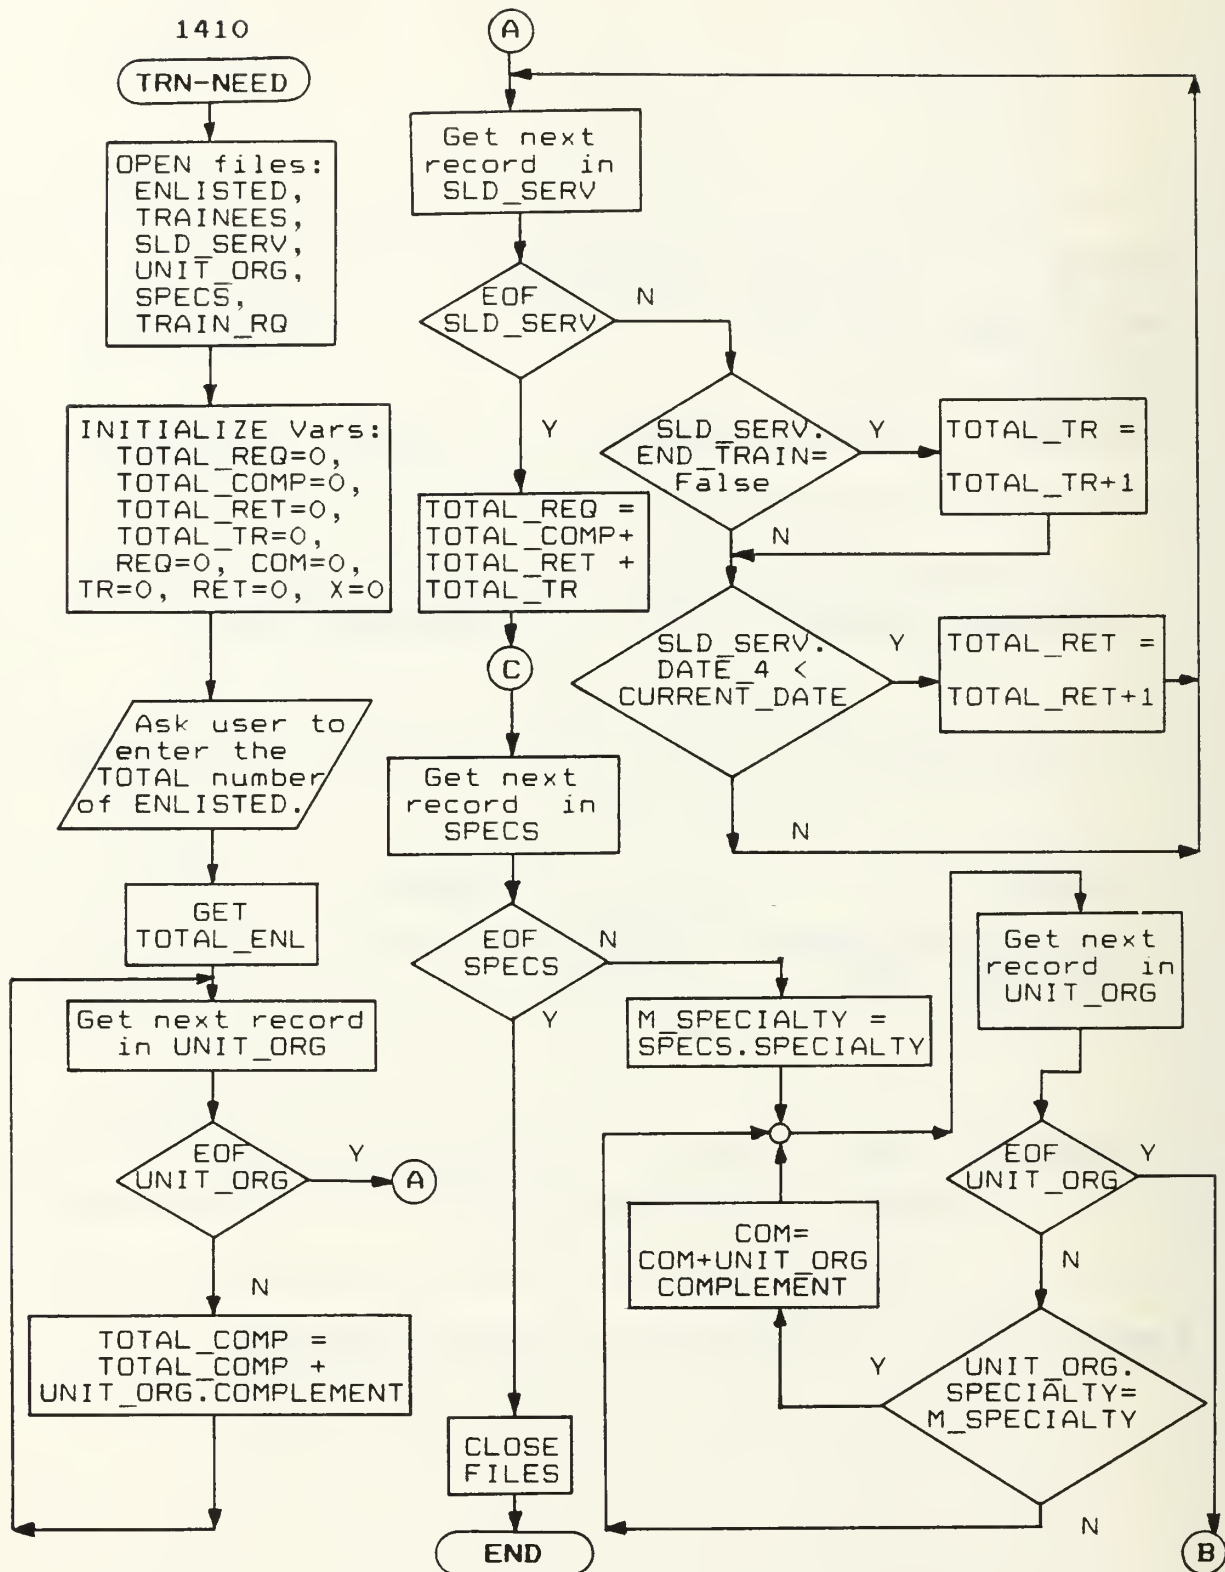 1410
TRN-NEED
OPEN files:
ENLISTED,
TRAINEES,
SLD_SERV,
UNIT_ORG,
SPECS,
TRAIN_RQ
INITIALIZE Vars:
TOTAL_REQ=0,
TOTAL_COMP=0,
TOTAL_RET=0,
TOTAL_TR=0,
REQ=0, COM=0,
TR=0, RET=0, X=0
Ask user to
enter the
TOTAL number
of ENLISTED.
GET
TOTAL_ENL
Get next record
in UNIT_ORG
EOF
UNIT_ORG
Y
A
N
TOTAL_COMP =
TOTAL_COMP +
UNIT_ORG.COMPLEMENT
A
Get next
record in
SLD_SERV
EOF
SLD_SERV
N
Y
SLD_SERV.
END_TRAIN=
False
Y
TOTAL_TR =
TOTAL_TR+1
N
SLD_SERV.
DATE_4 <
CURRENT_DATE
Y
TOTAL_RET =
TOTAL_RET+1
N
TOTAL_REQ =
TOTAL_COMP+
TOTAL_RET +
TOTAL_TR
C
Get next
record in
SPECS
EOF
SPECS
N
Y
M_SPECIALTY =
SPECS.SPECIALTY
Get next
record in
UNIT_ORG
EOF
UNIT_ORG
Y
N
COM=
COM+UNIT_ORG
COMPLEMENT
Y
UNIT_ORG.
SPECIALTY=
M_SPECIALTY
N
B
CLOSE
FILES
END